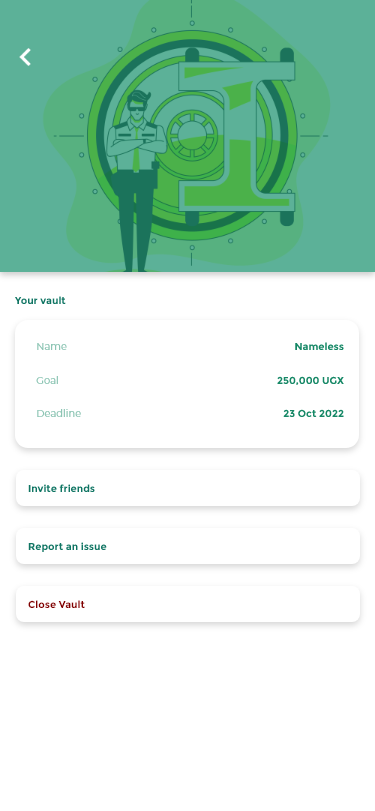 Your vault
Name Nameless
Goal 250,000 UGX
Deadline 23 Oct 2022
Invite friends
Report an issue
Close Vault